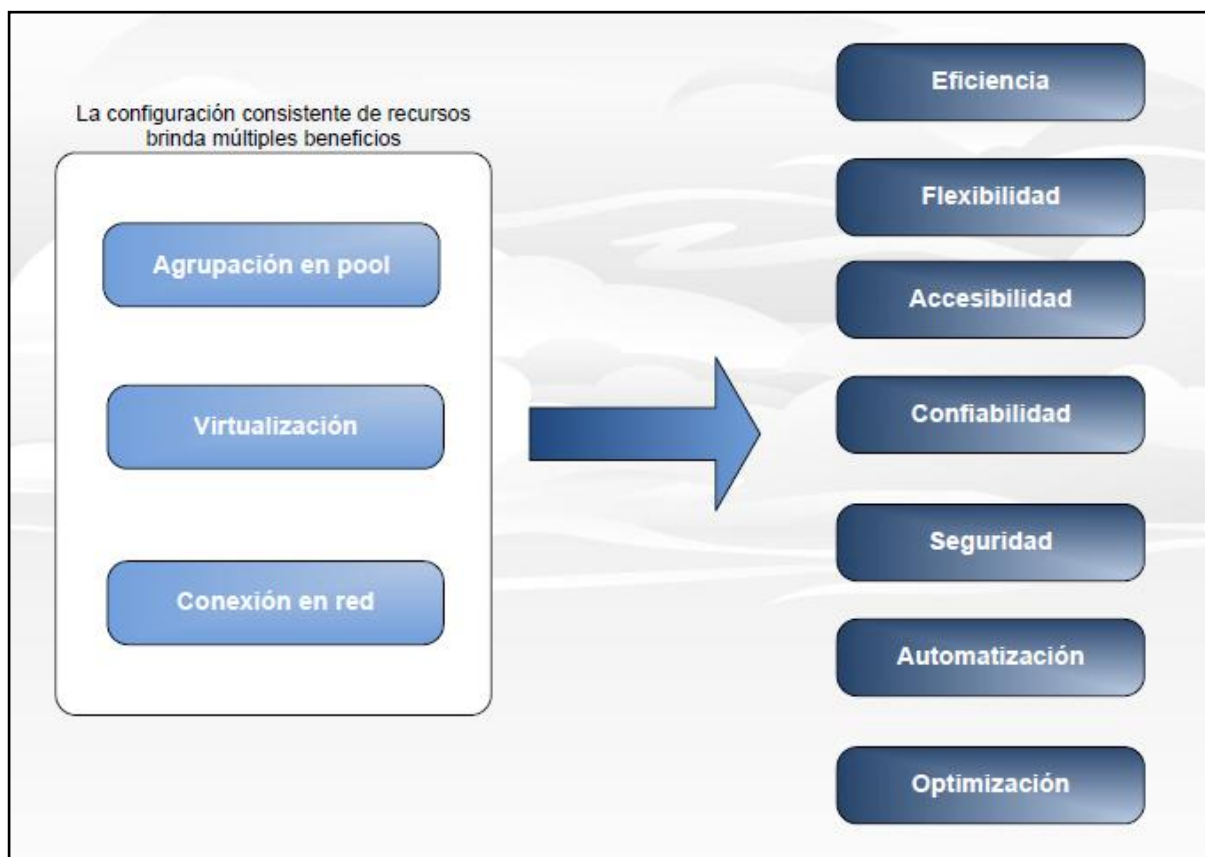 La configuración consistente de recursos
brinda múltiples beneficios
Agrupación en pool
Virtualización
Conexión en red
Eficiencia
Flexibilidad
Accesibilidad
Confiabilidad
Seguridad
Automatización
Optimización